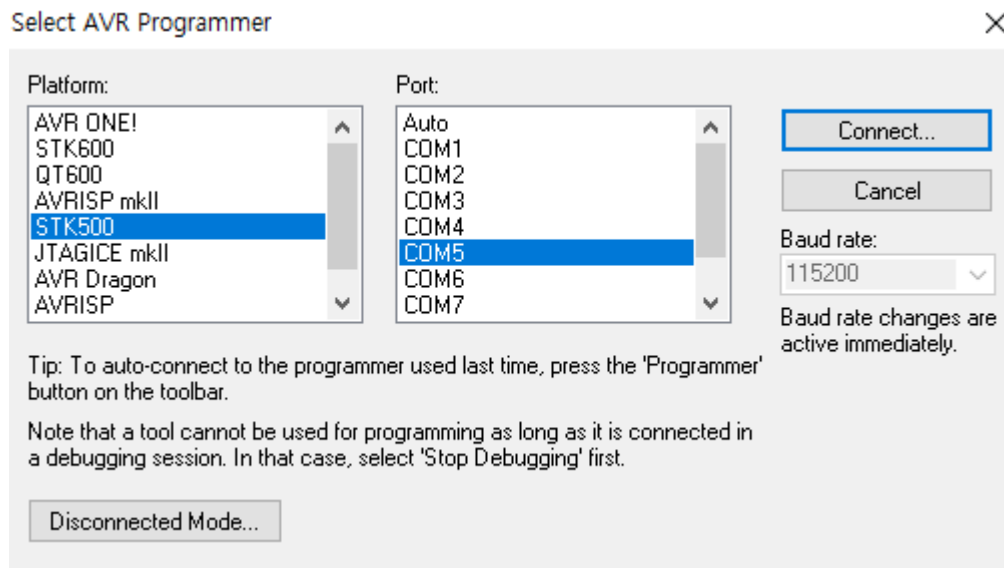 Select AVR Programmer
Platform:
Port:
AVR ONE!
STK600
QT600
AVRISP mkII
STK500
JTAGICE mkII
AVR Dragon
AVRISP
Auto
COM1
COM2
COM3
COM4
COM5
COM6
COM7
Connect...
Cancel
Baud rate:
115200
Baud rate changes are
active immediately.
Tip: To auto-connect to the programmer used last time, press the 'Programmer'
button on the toolbar.
Note that a tool cannot be used for programming as long as it is connected in
a debugging session. In that case, select 'Stop Debugging' first.
Disconnected Mode...